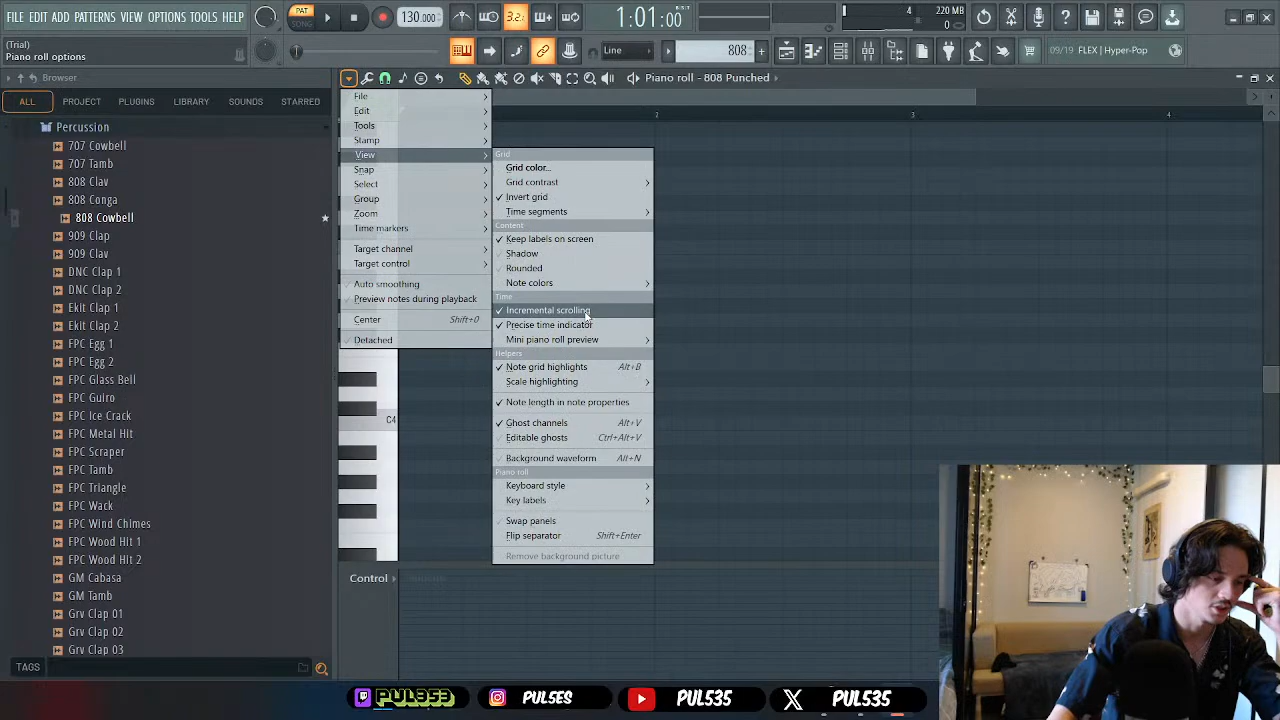 FILE EDIT ADD PATTERNS VIEW OPTIONS TOOLS HELP
PAT
SONG
130.000
3.2.
1:01:00
B:S:T
4
220 MB
0
(Trial)
Piano roll options
Line
808
09/19 FLEX | Hyper-Pop
Browser
Piano roll - 808 Punched
ALL PROJECT PLUGINS LIBRARY SOUNDS STARRED
Percussion
707 Cowbell
707 Tamb
808 Clav
808 Conga
808 Cowbell
909 Clap
909 Clav
DNC Clap 1
DNC Clap 2
Ekit Clap 1
Ekit Clap 2
FPC Egg 1
FPC Egg 2
FPC Glass Bell
FPC Guiro
FPC Ice Crack
FPC Metal Hit
FPC Scraper
FPC Tamb
FPC Triangle
FPC Wack
FPC Wind Chimes
FPC Wood Hit 1
FPC Wood Hit 2
GM Cabasa
GM Tamb
Grv Clap 01
Grv Clap 02
Grv Clap 03
TAGS
File
Edit
Tools
Stamp
View
Snap
Select
Group
Zoom
Time markers
Target channel
Target control
Auto smoothing
Preview notes during playback
Center Shift+0
Detached
2 3 4
Grid
Grid color...
Grid contrast
Invert grid
Time segments
Content
Keep labels on screen
Shadow
Rounded
Note colors
Time
Incremental scrolling
Precise time indicator
Mini piano roll preview
Helpers
Note grid highlights Alt+B
Scale highlighting
Note length in note properties
Ghost channels Alt+V
Editable ghosts Ctrl+Alt+V
Background waveform Alt+N
Piano roll
Keyboard style
Key labels
Swap panels
Flip separator Shift+Enter
Remove background picture
C4
Control
PUL353
PUL5ES
PUL535
PUL535